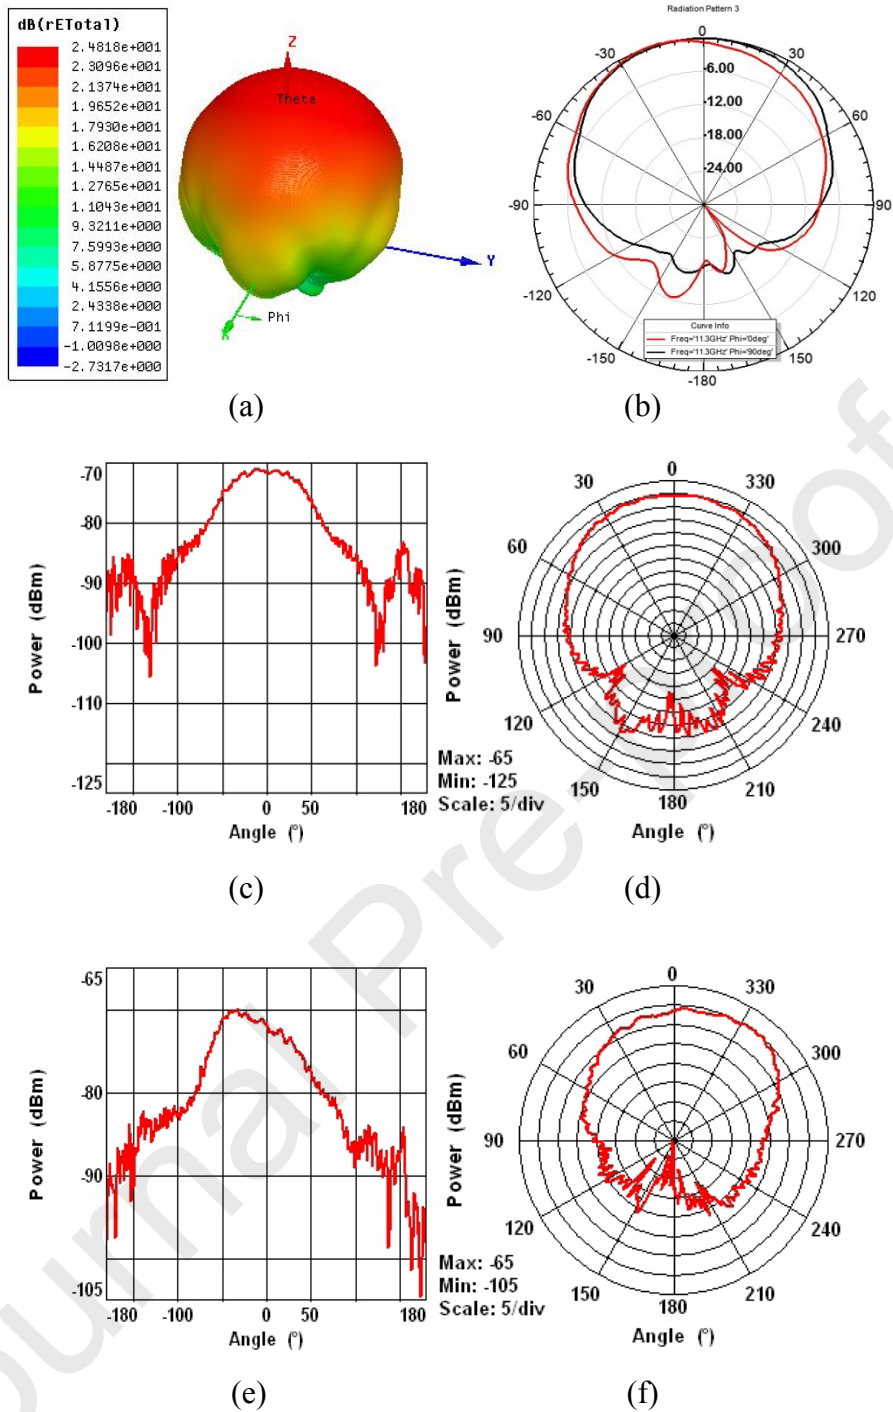 dB(rETotal)
2.4818e+001
2.3096e+001
2.1374e+001
1.9652e+001
1.7930e+001
1.6208e+001
1.4487e+001
1.2765e+001
1.1043e+001
9.3211e+000
7.5993e+000
5.8775e+000
4.1556e+000
2.4338e+000
7.1199e-001
-1.0098e+000
-2.7317e+000
Z
Theta
Y
Phi
(a)
Radiation Pattern 3
0
30
60
90
120
150
-180
-150
-120
-90
-60
-30
-6.00
-12.00
-18.00
-24.00
Curve Info
Freq='11.3GHz' Phi='0deg'
Freq='11.3GHz' Phi='90deg'
(b)
Power (dBm)
-70
-80
-90
-100
-110
-125
-180 -100 0 50 180
Angle (°)
(c)
Power (dBm)
0
30 330
60 300
90 270
120 240
150 210
180
Max: -65
Min: -125
Scale: 5/div
Angle (°)
(d)
Power (dBm)
-65
-80
-90
-105
-180 -100 0 50 180
Angle (°)
(e)
Power (dBm)
0
30 330
60 300
90 270
120 240
150 210
180
Max: -65
Min: -105
Scale: 5/div
Angle (°)
(f)
Journal Pre-proof